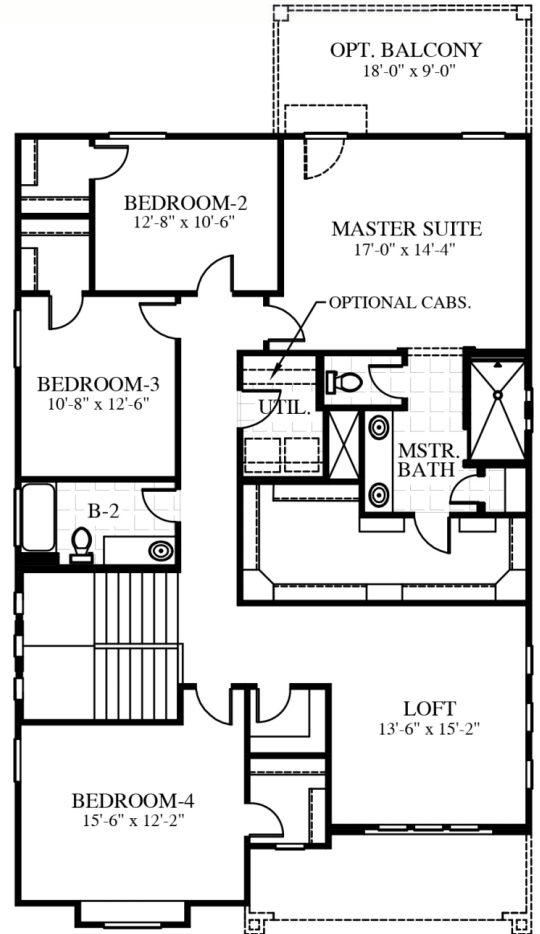 OPT. BALCONY
18'-0" x 9'-0"
BEDROOM-2
12'-8" x 10'-6"
MASTER SUITE
17'-0" x 14'-4"
OPTIONAL CABS.
BEDROOM-3
10'-8" x 12'-6"
UTIL.
MSTR.
BATH
B-2
LOFT
13'-6" x 15'-2"
BEDROOM-4
15'-6" x 12'-2"